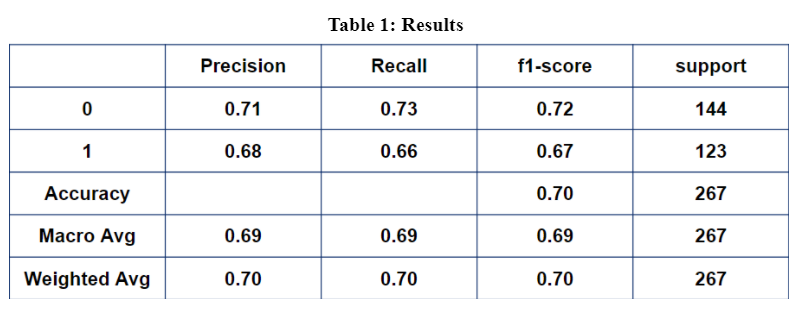 Table 1: Results
Precision Recall f1-score support
0 0.71 0.73 0.72 144
1 0.68 0.66 0.67 123
Accuracy 0.70 267
Macro Avg 0.69 0.69 0.69 267
Weighted Avg 0.70 0.70 0.70 267